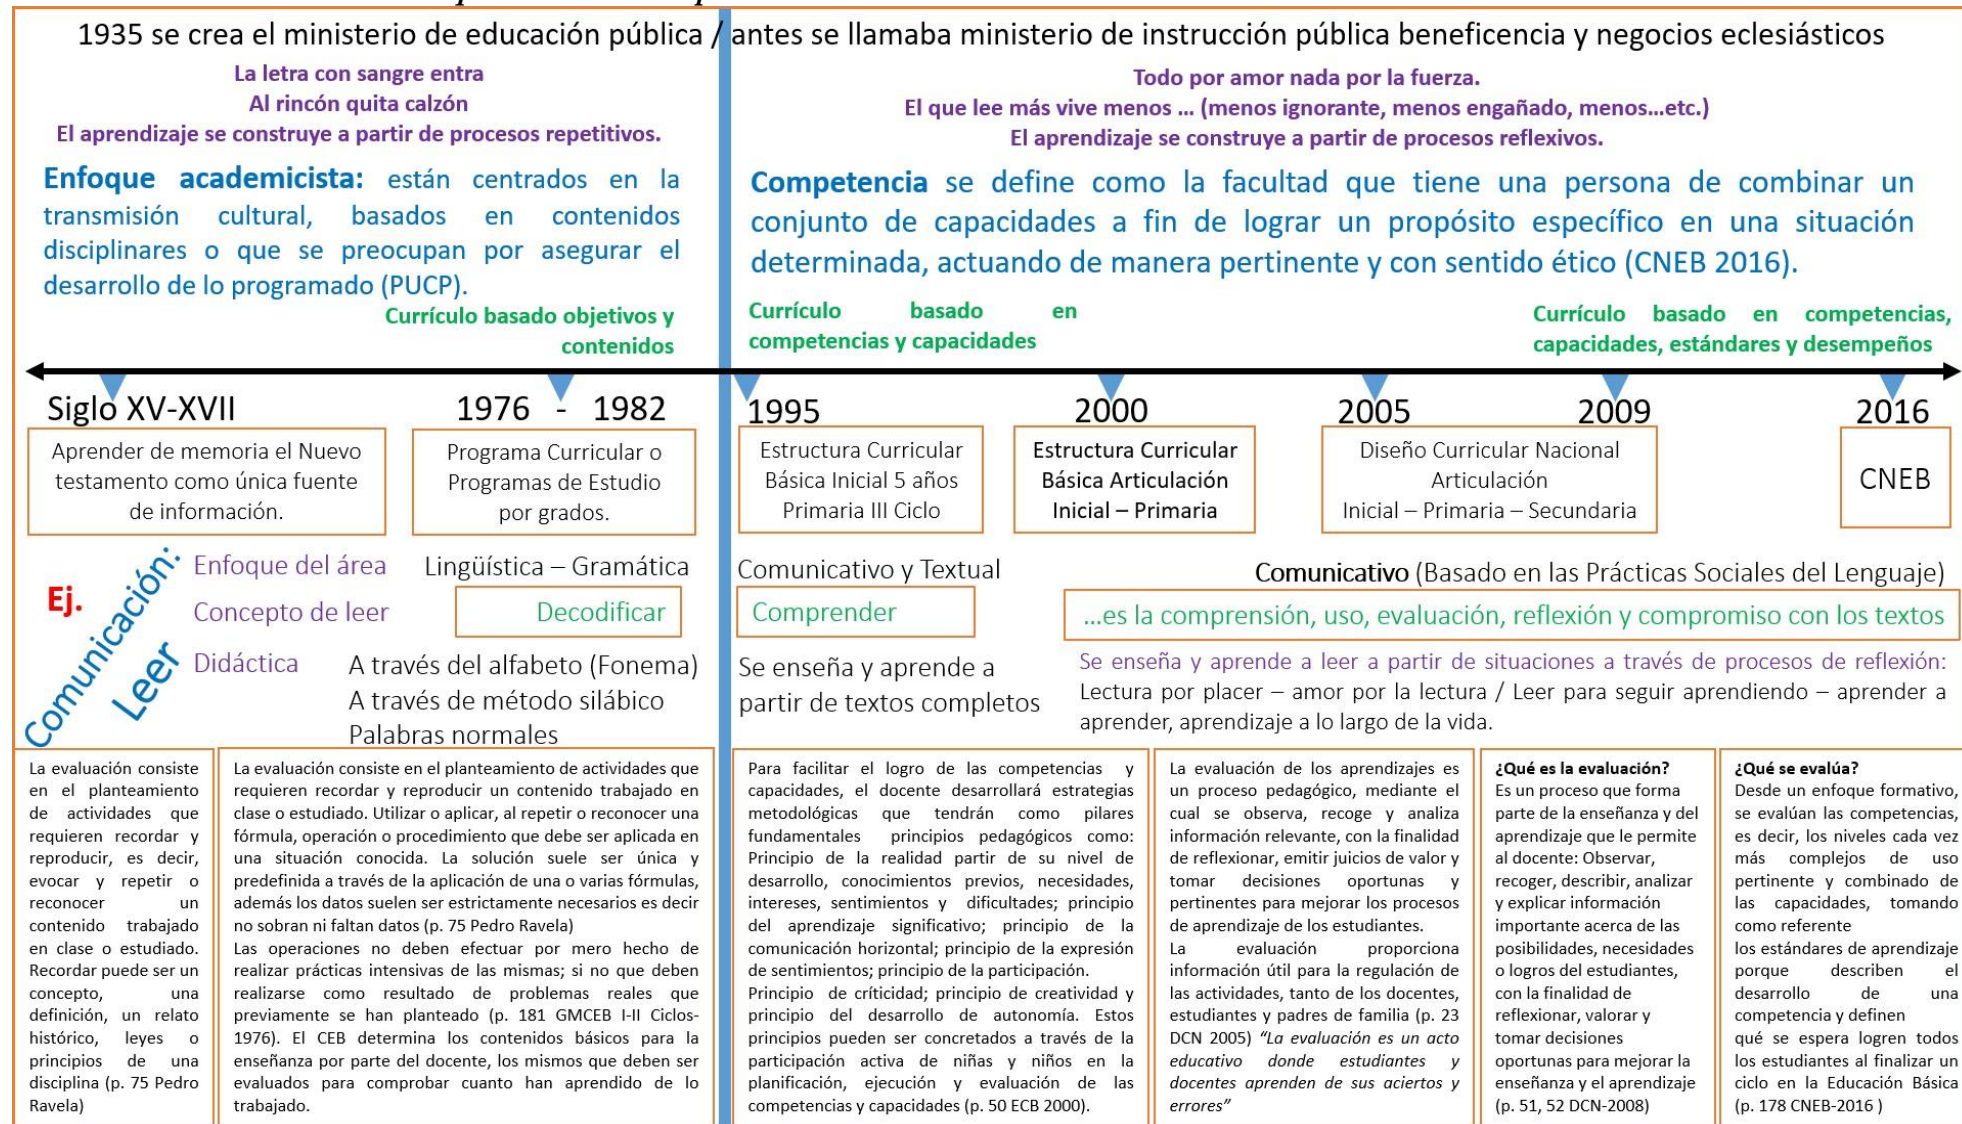 1935 se crea el ministerio de educación pública / antes se llamaba ministerio de instrucción pública beneficencia y negocios eclesiásticos
La letra con sangre entra
Al rincón quita calzón
El aprendizaje se construye a partir de procesos repetitivos.
Todo por amor nada por la fuerza.
El que lee más vive menos ... (menos ignorante, menos engañado, menos...etc.)
El aprendizaje se construye a partir de procesos reflexivos.
Enfoque academicista: están centrados en la
transmisión cultural, basados en contenidos
disciplinares o que se preocupan por asegurar el
desarrollo de lo programado (PUCP).
Competencia se define como la facultad que tiene una persona de combinar un
conjunto de capacidades a fin de lograr un propósito específico en una situación
determinada, actuando de manera pertinente y con sentido ético (CNEB 2016).
Currículo basado objetivos y
contenidos
Currículo basado en
competencias y capacidades
Currículo basado en competencias,
capacidades, estándares y desempeños
Siglo XV-XVII
1976 - 1982
1995
2000
2005
2009
2016
Aprender de memoria el Nuevo
testamento como única fuente
de información.
Programa Curricular o
Programas de Estudio
por grados.
Estructura Curricular
Básica Inicial 5 años
Primaria III Ciclo
Estructura Curricular
Básica Articulación
Inicial – Primaria
Diseño Curricular Nacional
Articulación
Inicial – Primaria – Secundaria
CNEB
Ej.
Comunicación:
Leer
Enfoque del área
Lingüística – Gramática
Comunicativo y Textual
Comunicativo (Basado en las Prácticas Sociales del Lenguaje)
Concepto de leer
Decodificar
Comprender
...es la comprensión, uso, evaluación, reflexión y compromiso con los textos
Didáctica
A través del alfabeto (Fonema)
A través de método silábico
Palabras normales
Se enseña y aprende a
partir de textos completos
Se enseña y aprende a leer a partir de situaciones a través de procesos de reflexión:
Lectura por placer – amor por la lectura / Leer para seguir aprendiendo – aprender a
aprender, aprendizaje a lo largo de la vida.
La evaluación consiste
en el planteamiento
de actividades que
requieren recordar y
reproducir, es decir,
evocar y repetir o
reconocer un
contenido trabajado
en clase o estudiado.
Recordar puede ser un
concepto, una
definición, un relato
histórico, leyes o
principios de una
disciplina (p. 75 Pedro
Ravela)
La evaluación consiste en el planteamiento de actividades que
requieren recordar y reproducir un contenido trabajado en
clase o estudiado. Utilizar o aplicar, al repetir o reconocer una
fórmula, operación o procedimiento que debe ser aplicada en
una situación conocida. La solución suele ser única y
predefinida a través de la aplicación de una o varias fórmulas,
además los datos suelen ser estrictamente necesarios es decir
no sobran ni faltan datos (p. 75 Pedro Ravela)
Las operaciones no deben efectuar por mero hecho de
realizar prácticas intensivas de las mismas; si no que deben
realizarse como resultado de problemas reales que
previamente se han planteado (p. 181 GMCEB I-II Ciclos-
1976). El CEB determina los contenidos básicos para la
enseñanza por parte del docente, los mismos que deben ser
evaluados para comprobar cuanto han aprendido de lo
trabajado.
Para facilitar el logro de las competencias y
capacidades, el docente desarrollará estrategias
metodológicas que tendrán como pilares
fundamentales principios pedagógicos como:
Principio de la realidad partir de su nivel de
desarrollo, conocimientos previos, necesidades,
intereses, sentimientos y dificultades; principio
del aprendizaje significativo; principio de la
comunicación horizontal; principio de la expresión
de sentimientos; principio de la participación.
Principio de críticidad; principio de creatividad y
principio del desarrollo de autonomía. Estos
principios pueden ser concretados a través de la
participación activa de niñas y niños en la
planificación, ejecución y evaluación de las
competencias y capacidades (p. 50 ECB 2000).
La evaluación de los aprendizajes es
un proceso pedagógico, mediante el
cual se observa, recoge y analiza
información relevante, con la finalidad
de reflexionar, emitir juicios de valor y
tomar decisiones oportunas y
pertinentes para mejorar los procesos
de aprendizaje de los estudiantes.
La evaluación proporciona
información útil para la regulación de
las actividades, tanto de los docentes,
estudiantes y padres de familia (p. 23
DCN 2005) “La evaluación es un acto
educativo donde estudiantes y
docentes aprenden de sus aciertos y
errores”
¿Qué es la evaluación?
Es un proceso que forma
parte de la enseñanza y del
aprendizaje que le permite
al docente: Observar,
recoger, describir, analizar
y explicar información
importante acerca de las
posibilidades, necesidades
o logros del estudiantes,
con la finalidad de
reflexionar, valorar y
tomar decisiones
oportunas para mejorar la
enseñanza y el aprendizaje
(p. 51, 52 DCN-2008)
¿Qué se evalúa?
Desde un enfoque formativo,
se evalúan las competencias,
es decir, los niveles cada vez
más complejos de uso
pertinente y combinado de
las capacidades, tomando
como referente
los estándares de aprendizaje
porque describen el
desarrollo de una
competencia y definen
qué se espera logren todos
los estudiantes al finalizar un
ciclo en la Educación Básica
(p. 178 CNEB-2016 )